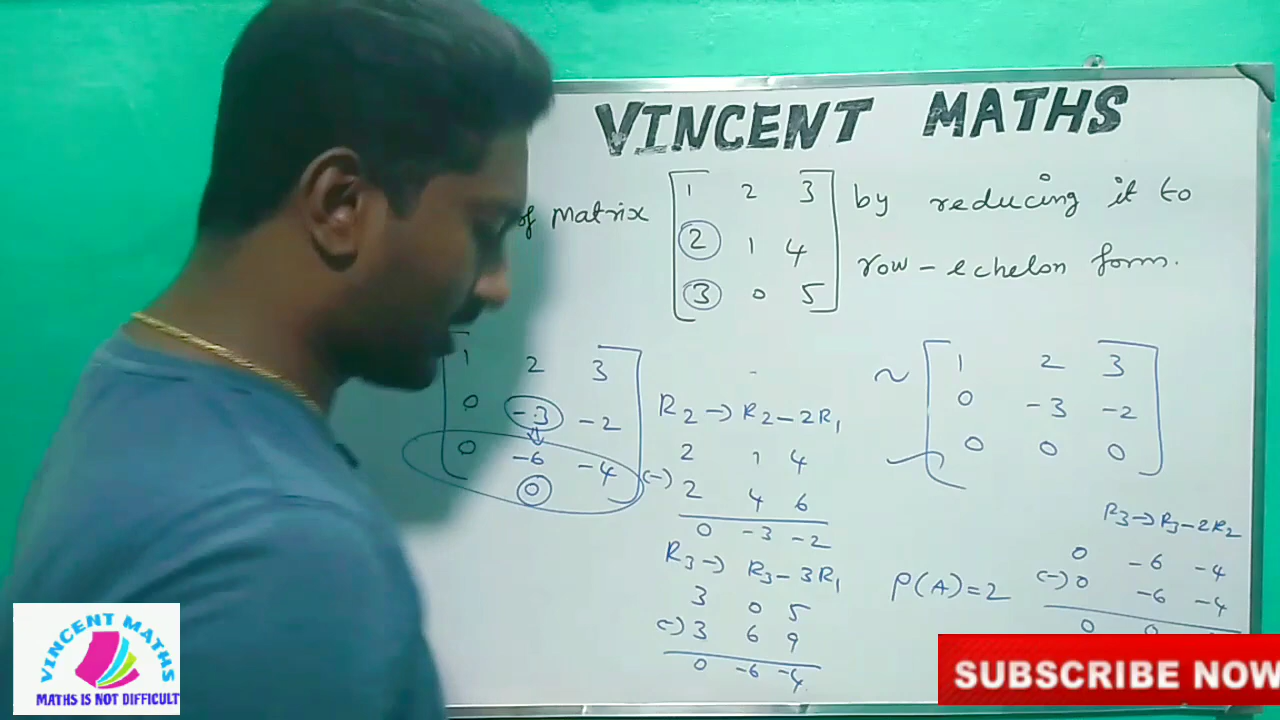 VINCENT MATHS
of matrix [1 2 3 by reducing it to
2 1 4
3 0 5] row-echelon form.
[1 2 3
0 -3 -2
0 -6 -4]
0
R2→R2-2R1
2 1 4
(-) 2 4 6
0 -3 -2
R3→ R3-3R1
3 0 5
(-) 3 6 9
0 -6 -4
~ [1 2 3
0 -3 -2
0 0 0]
R3→R3-2R2
0 -6 -4
(-) 0 -6 -4
0 0
ρ(A)=2
VINCENT MATHS
MATHS IS NOT DIFFICULT
SUBSCRIBE NOW